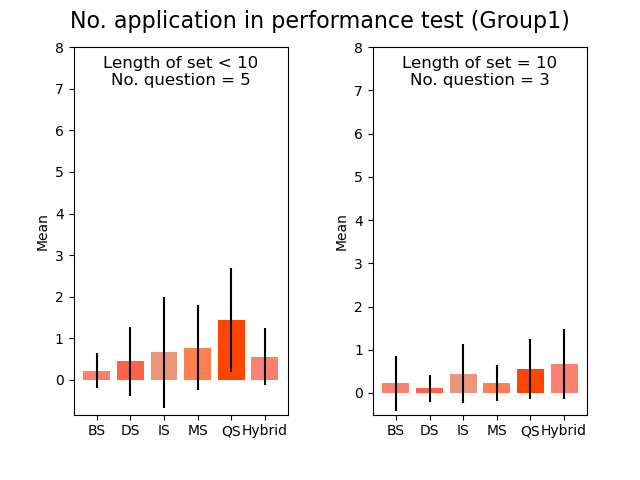 No. application in performance test (Group1)
Length of set < 10
No. question = 5
Mean
8
7
6
5
4
3
2
1
0
BS DS IS MS QS Hybrid
Length of set = 10
No. question = 3
Mean
8
7
6
5
4
3
2
1
0
BS DS IS MS QS Hybrid